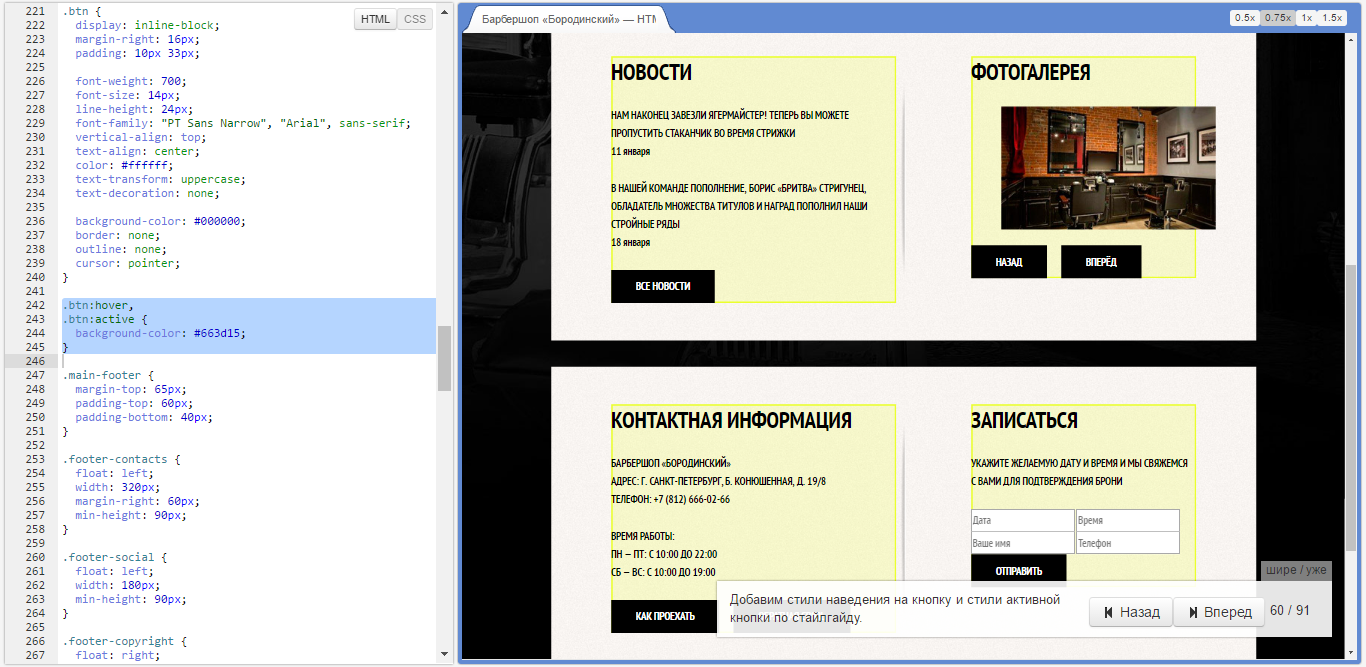 221 .btn {
222 display: inline-block;
223 margin-right: 16px;
224 padding: 10px 33px;
225
226 font-weight: 700;
227 font-size: 14px;
228 line-height: 24px;
229 font-family: "PT Sans Narrow", "Arial", sans-serif;
230 vertical-align: top;
231 text-align: center;
232 color: #ffffff;
233 text-transform: uppercase;
234 text-decoration: none;
235
236 background-color: #000000;
237 border: none;
238 outline: none;
239 cursor: pointer;
240 }
241
242 .btn:hover,
243 .btn:active {
244 background-color: #663d15;
245 }
246
247 .main-footer {
248 margin-top: 65px;
249 padding-top: 60px;
250 padding-bottom: 40px;
251 }
252
253 .footer-contacts {
254 float: left;
255 width: 320px;
256 margin-right: 60px;
257 min-height: 90px;
258 }
259
260 .footer-social {
261 float: left;
262 width: 180px;
263 min-height: 90px;
264 }
265
266 .footer-copyright {
267 float: right;
HTML CSS
Барбершоп «Бородинский» — HTM
0.5x 0.75x 1x 1.5x
НОВОСТИ
НАМ НАКОНЕЦ ЗАВЕЗЛИ ЯГЕРМАЙСТЕР! ТЕПЕРЬ ВЫ МОЖЕТЕ
ПРОПУСТИТЬ СТАКАНЧИК ВО ВРЕМЯ СТРИЖКИ
11 января
В НАШЕЙ КОМАНДЕ ПОПОЛНЕНИЕ, БОРИС «БРИТВА» СТРИГУНЕЦ,
ОБЛАДАТЕЛЬ МНОЖЕСТВА ТИТУЛОВ И НАГРАД ПОПОЛНИЛ НАШИ
СТРОЙНЫЕ РЯДЫ
18 января
ВСЕ НОВОСТИ
ФОТОГАЛЕРЕЯ
НАЗАД ВПЕРЁД
КОНТАКТНАЯ ИНФОРМАЦИЯ
БАРБЕРШОП «БОРОДИНСКИЙ»
АДРЕС: Г. САНКТ-ПЕТЕРБУРГ, Б. КОНЮШЕННАЯ, Д. 19/8
ТЕЛЕФОН: +7 (812) 666-02-66
ВРЕМЯ РАБОТЫ:
ПН – ПТ: С 10:00 ДО 22:00
СБ – ВС: С 10:00 ДО 19:00
КАК ПРОЕХАТЬ
ЗАПИСАТЬСЯ
УКАЖИТЕ ЖЕЛАЕМУЮ ДАТУ И ВРЕМЯ И МЫ СВЯЖЕМСЯ
С ВАМИ ДЛЯ ПОДТВЕРЖДЕНИЯ БРОНИ
Дата Время
Ваше имя Телефон
ОТПРАВИТЬ
шире / уже
Добавим стили наведения на кнопку и стили активной
кнопки по стайлгайду.
Назад Вперед 60 / 91